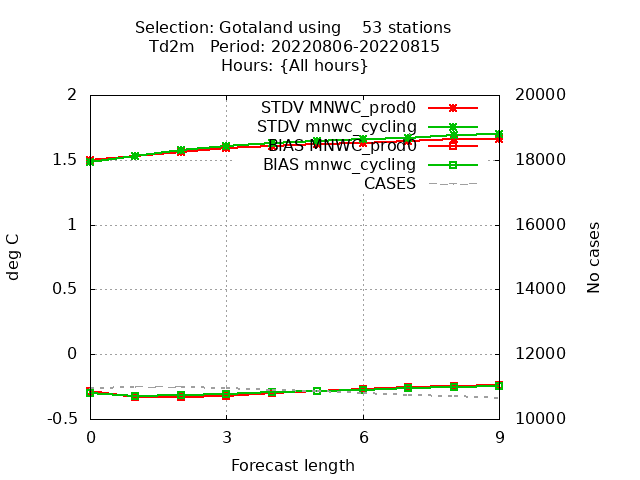 Selection: Gotaland using    53 stations
Td2m   Period: 20220806-20220815
Hours: {All hours}
2
1.5
1
0.5
0
-0.5
20000
18000
16000
14000
12000
10000
STDV MNWC_prod0
STDV mnwc_cycling
BIAS MNWC_prod0
BIAS mnwc_cycling
CASES
deg C
No cases
0
3
6
9
Forecast length